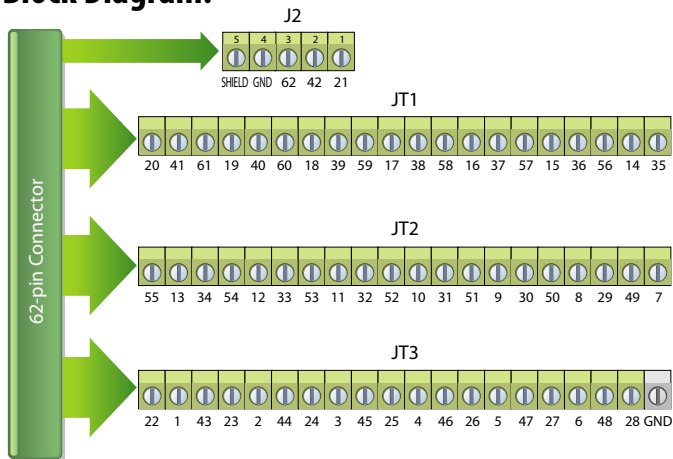 Block Diagram:
J2
5 4 3 2 1
SHIELD GND 62 42 21
JT1
20 41 61 19 40 60 18 39 59 17 38 58 16 37 57 15 36 56 14 35
62-pin Connector
JT2
55 13 34 54 12 33 53 11 32 52 10 31 51 9 30 50 8 29 49 7
JT3
22 1 43 23 2 44 24 3 45 25 4 46 26 5 47 27 6 48 28 GND